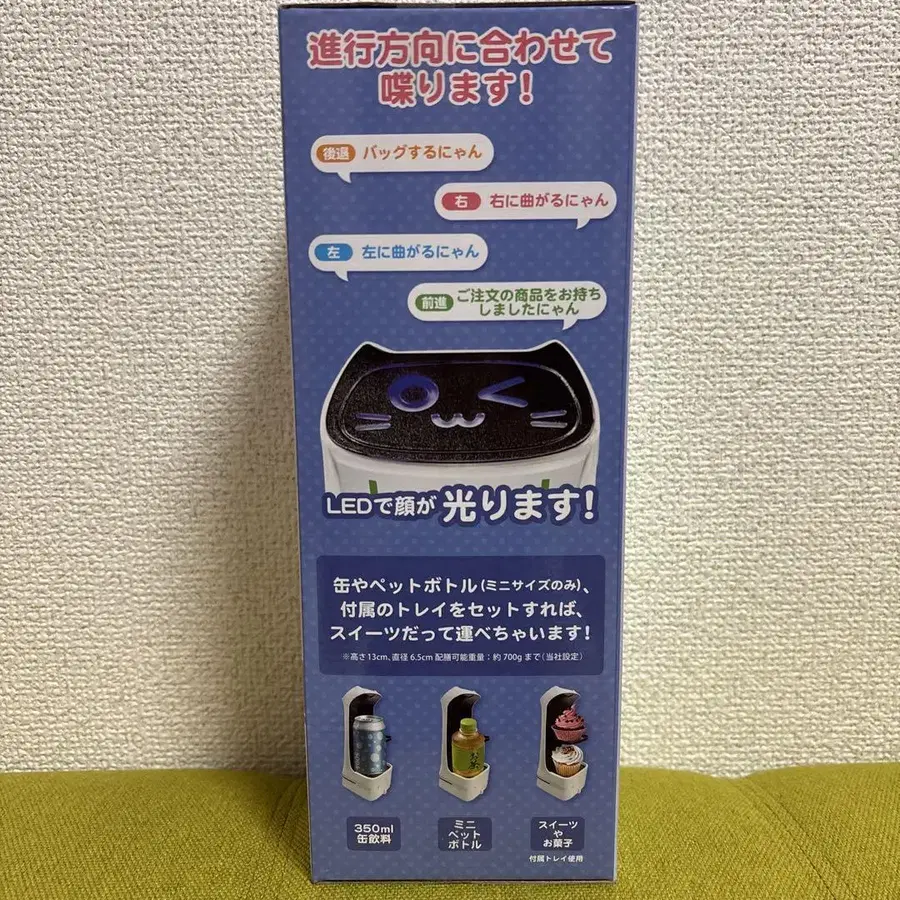 進行方向に合わせて
喋ります!
後退 バッグするにゃん
右 右に曲がるにゃん
左 左に曲がるにゃん
前進 ご注文の商品をお持ち
しましたにゃん
LEDで顔が 光ります!
缶やペットボトル(ミニサイズのみ)、
付属のトレイをセットすれば、
スイーツだって運べちゃいます!
※高さ13cm、直径6.5cm 配膳可能重量:約700gまで(当社設定)
お茶
350ml
缶飲料
ミニ
ペット
ボトル
スイーツ
や
お菓子
付属トレイ使用